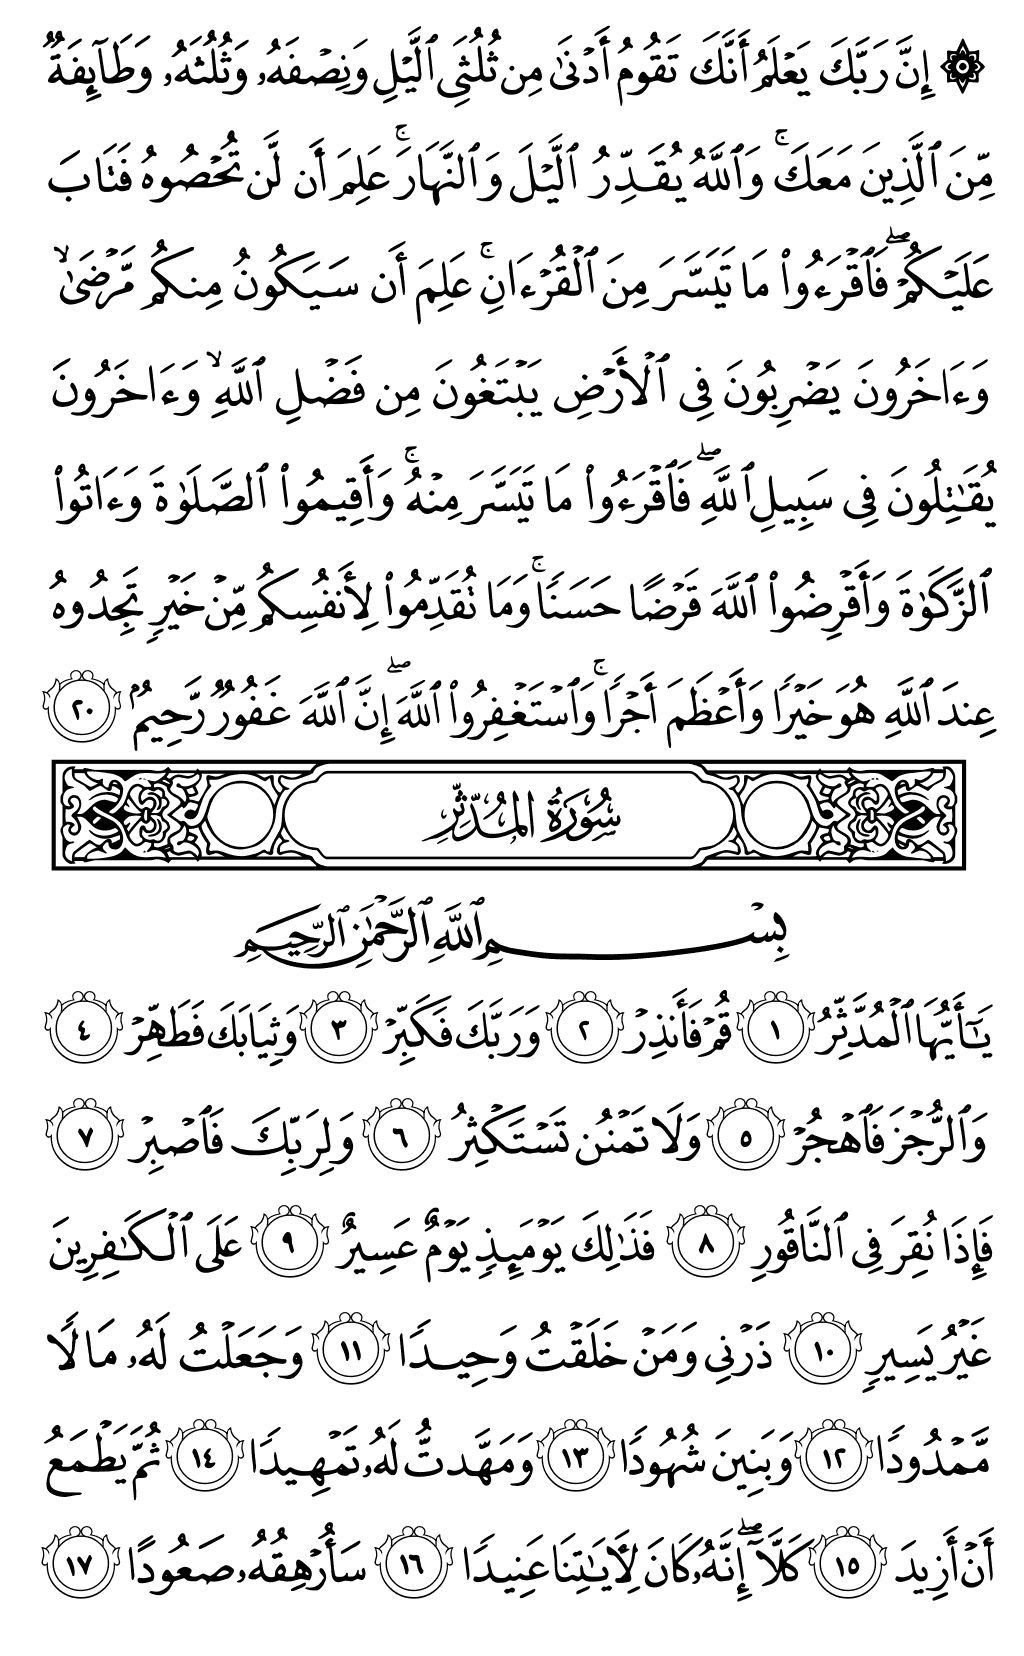 ۞ إِنَّ رَبَّكَ يَعۡلَمُ أَنَّكَ تَقُومُ أَدۡنَىٰ مِن ثُلُثَيِ ٱلَّيۡلِ وَنِصۡفَهُۥ وَثُلُثَهُۥ وَطَآئِفَةٞ
مِّنَ ٱلَّذِينَ مَعَكَۚ وَٱللَّهُ يُقَدِّرُ ٱلَّيۡلَ وَٱلنَّهَارَۚ عَلِمَ أَن لَّن تُحۡصُوهُ فَتَابَ
عَلَيۡكُمۡۖ فَٱقۡرَءُواْ مَا تَيَسَّرَ مِنَ ٱلۡقُرۡءَانِۚ عَلِمَ أَن سَيَكُونُ مِنكُم مَّرۡضَىٰ ۙ
وَءَاخَرُونَ يَضۡرِبُونَ فِي ٱلۡأَرۡضِ يَبۡتَغُونَ مِن فَضۡلِ ٱللَّهِ ۙ وَءَاخَرُونَ
يُقَٰتِلُونَ فِي سَبِيلِ ٱللَّهِۖ فَٱقۡرَءُواْ مَا تَيَسَّرَ مِنۡهُۚ وَأَقِيمُواْ ٱلصَّلَوٰةَ وَءَاتُواْ
ٱلزَّكَوٰةَ وَأَقۡرِضُواْ ٱللَّهَ قَرۡضًا حَسَنٗاۚ وَمَا تُقَدِّمُواْ لِأَنفُسِكُم مِّنۡ خَيۡرٖ تَجِدُوهُ
عِندَ ٱللَّهِ هُوَ خَيۡرٗا وَأَعۡظَمَ أَجۡرٗاۚ وَٱسۡتَغۡفِرُواْ ٱللَّهَۖ إِنَّ ٱللَّهَ غَفُورٞ رَّحِيمُۢ ٢٠
سُورَةُ المُدَّثِّرِ
بِسۡمِ ٱللَّهِ ٱلرَّحۡمَٰنِ ٱلرَّحِيمِ
يَٰٓأَيُّهَا ٱلۡمُدَّثِّرُ ١ قُمۡ فَأَنذِرۡ ٢ وَرَبَّكَ فَكَبِّرۡ ٣ وَثِيَابَكَ فَطَهِّرۡ ٤
وَٱلرُّجۡزَ فَٱهۡجُرۡ ٥ وَلَا تَمۡنُن تَسۡتَكۡثِرُ ٦ وَلِرَبِّكَ فَٱصۡبِرۡ ٧
فَإِذَا نُقِرَ فِي ٱلنَّاقُورِ ٨ فَذَٰلِكَ يَوۡمَئِذٖ يَوۡمٌ عَسِيرٌ ٩ عَلَى ٱلۡكَٰفِرِينَ
غَيۡرُ يَسِيرٖ ١٠ ذَرۡنِي وَمَنۡ خَلَقۡتُ وَحِيدٗا ١١ وَجَعَلۡتُ لَهُۥ مَالٗا
مَّمۡدُودٗا ١٢ وَبَنِينَ شُهُودٗا ١٣ وَمَهَّدتُّ لَهُۥ تَمۡهِيدٗا ١٤ ثُمَّ يَطۡمَعُ
أَنۡ أَزِيدَ ١٥ كَلَّآۖ إِنَّهُۥ كَانَ لِأٓيَٰتِنَا عَنِيدٗا ١٦ سَأُرۡهِقُهُۥ صَعُودًا ١٧